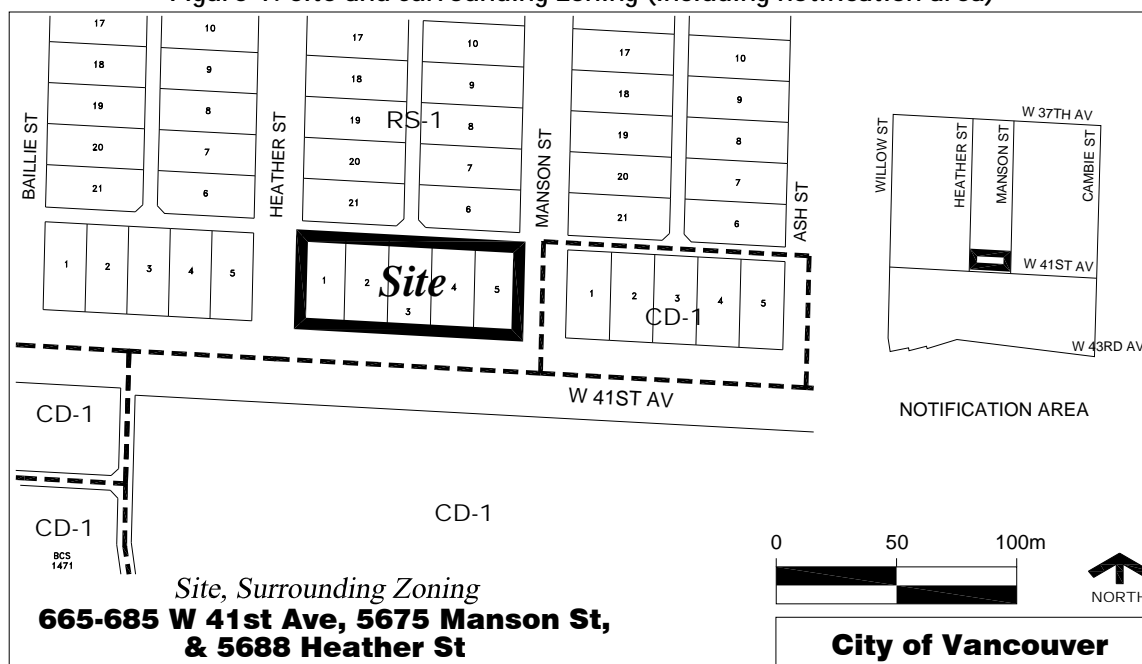 Figure 1: Site and surrounding zoning (including notification area)
17 10 17 10 17 10
18 9 18 9 18 9
19 8 19 8 19 8
20 7 20 7 20 7
21 6 21 6 21 6
RS-1
BAILLIE ST
HEATHER ST
MANSON ST
ASH ST
1 2 3 4 5
1 2 3 4 5
Site
1 2 3 4 5
CD-1
W 41ST AV
CD-1
CD-1
BCS
1471
CD-1
W 37TH AV
WILLOW ST
HEATHER ST
MANSON ST
CAMBIE ST
W 41ST AV
W 43RD AV
NOTIFICATION AREA
0 50 100m
NORTH
Site, Surrounding Zoning
665-685 W 41st Ave, 5675 Manson St,
& 5688 Heather St
City of Vancouver